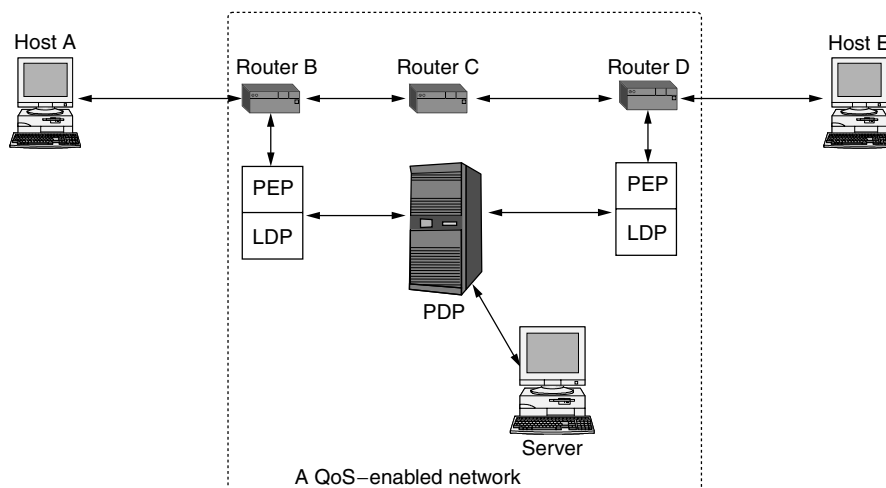 Host A
Host E
Router B
Router C
Router D
PEP
PEP
LDP
LDP
PDP
Server
A QoS−enabled network